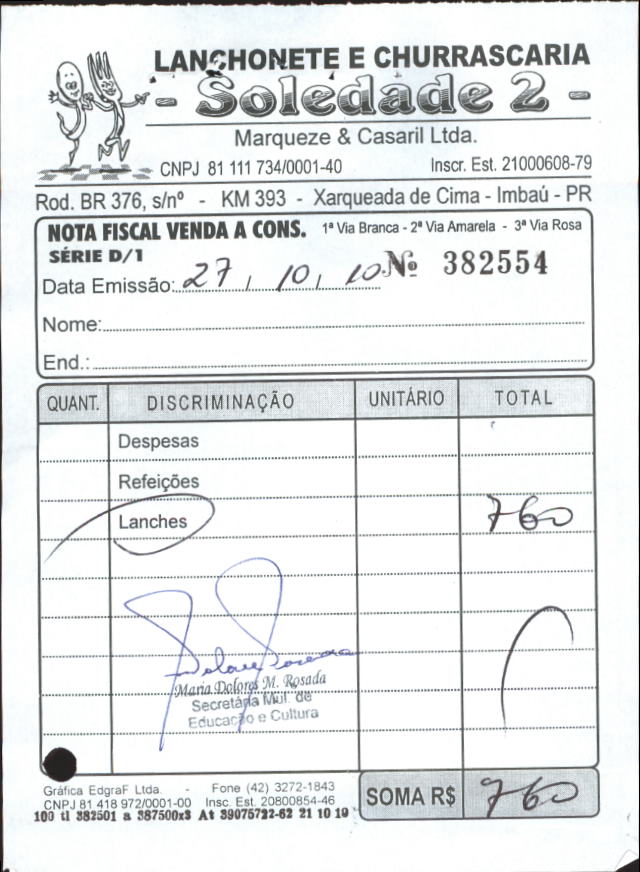 LANCHONETE E CHURRASCARIA
- Soledade 2 -
Marqueze & Casaril Ltda.
CNPJ 81 111 734/0001-40 Inscr. Est. 21000608-79
Rod. BR 376, s/nº - KM 393 - Xarqueada de Cima - Imbaú - PR
NOTA FISCAL VENDA A CONS. 1ª Via Branca - 2ª Via Amarela - 3ª Via Rosa
SÉRIE D/1
Data Emissão: 27 / 10 / 10 Nº 382554
Nome:
End.:
QUANT. DISCRIMINAÇÃO UNITÁRIO TOTAL
Despesas
Refeições
Lanches 760
Maria Dolores M. Rosada
Secretária Mul. de
Educação e Cultura
Gráfica EdgraF Ltda. - Fone (42) 3272-1843
CNPJ 81 418 972/0001-00 Insc. Est. 20800854-46
100 tl 382501 a 387500x3 At 39075722-62 21 10 19
SOMA R$ 760